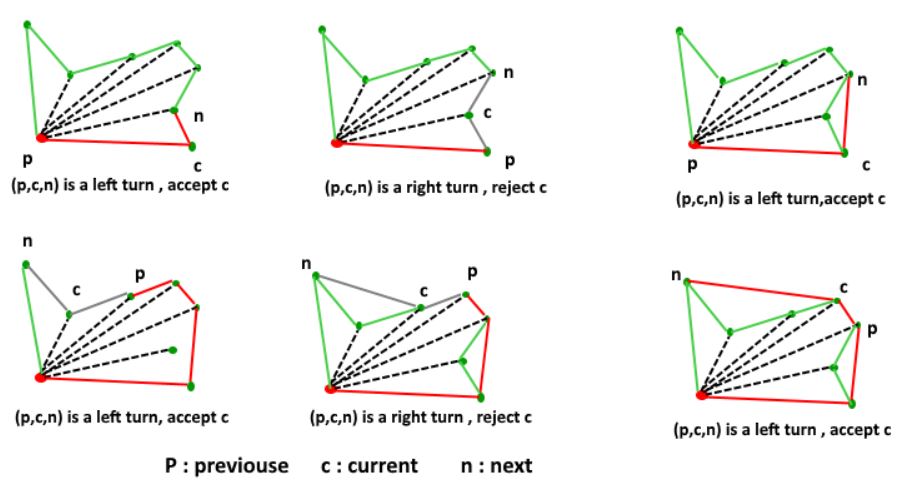 n
n
c
c
p
p
(p,c,n) is a left turn , accept c
(p,c,n) is a right turn , reject c
n
p
c
(p,c,n) is a left turn,accept c
n
p
c
(p,c,n) is a left turn, accept c
n
p
c
(p,c,n) is a right turn , reject c
n
c
p
(p,c,n) is a left turn , accept c
P : previouse c : current n : next